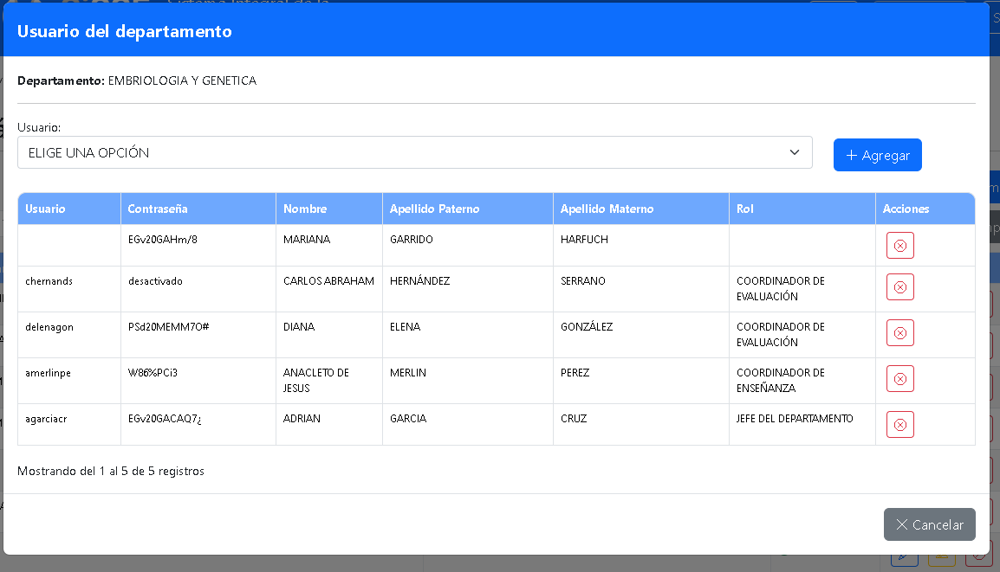 Usuario del departamento
Departamento: EMBRIOLOGIA Y GENETICA
Usuario:
ELIGE UNA OPCIÓN
+ Agregar
Usuario Contraseña Nombre Apellido Paterno Apellido Materno Rol Acciones
EGv20GAHm/8 MARIANA GARRIDO HARFUCH
chernands desactivado CARLOS ABRAHAM HERNÁNDEZ SERRANO COORDINADOR DE
EVALUACIÓN
delenagon PSd20MEMM7O# DIANA ELENA GONZÁLEZ COORDINADOR DE
EVALUACIÓN
amerlinpe W86%PCi3 ANACLETO DE MERLIN PEREZ COORDINADOR DE
JESUS ENSEÑANZA
agarciacr EGv20GACAQ7¿ ADRIAN GARCIA CRUZ JEFE DEL DEPARTAMENTO
Mostrando del 1 al 5 de 5 registros
Cancelar